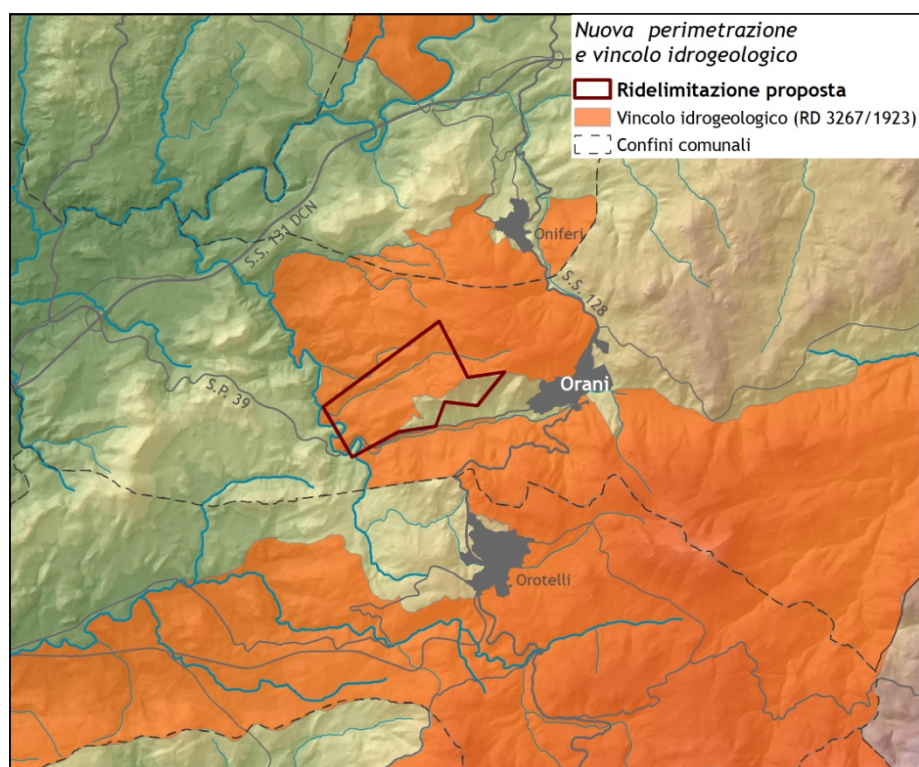 Nuova perimetrazione
e vincolo idrogeologico
Ridelimitazione proposta
Vincolo idrogeologico (RD 3267/1923)
Confini comunali
S.S. 131 DCN
Oniferi
S.S. 128
Orani
S.P. 39
Orotelli